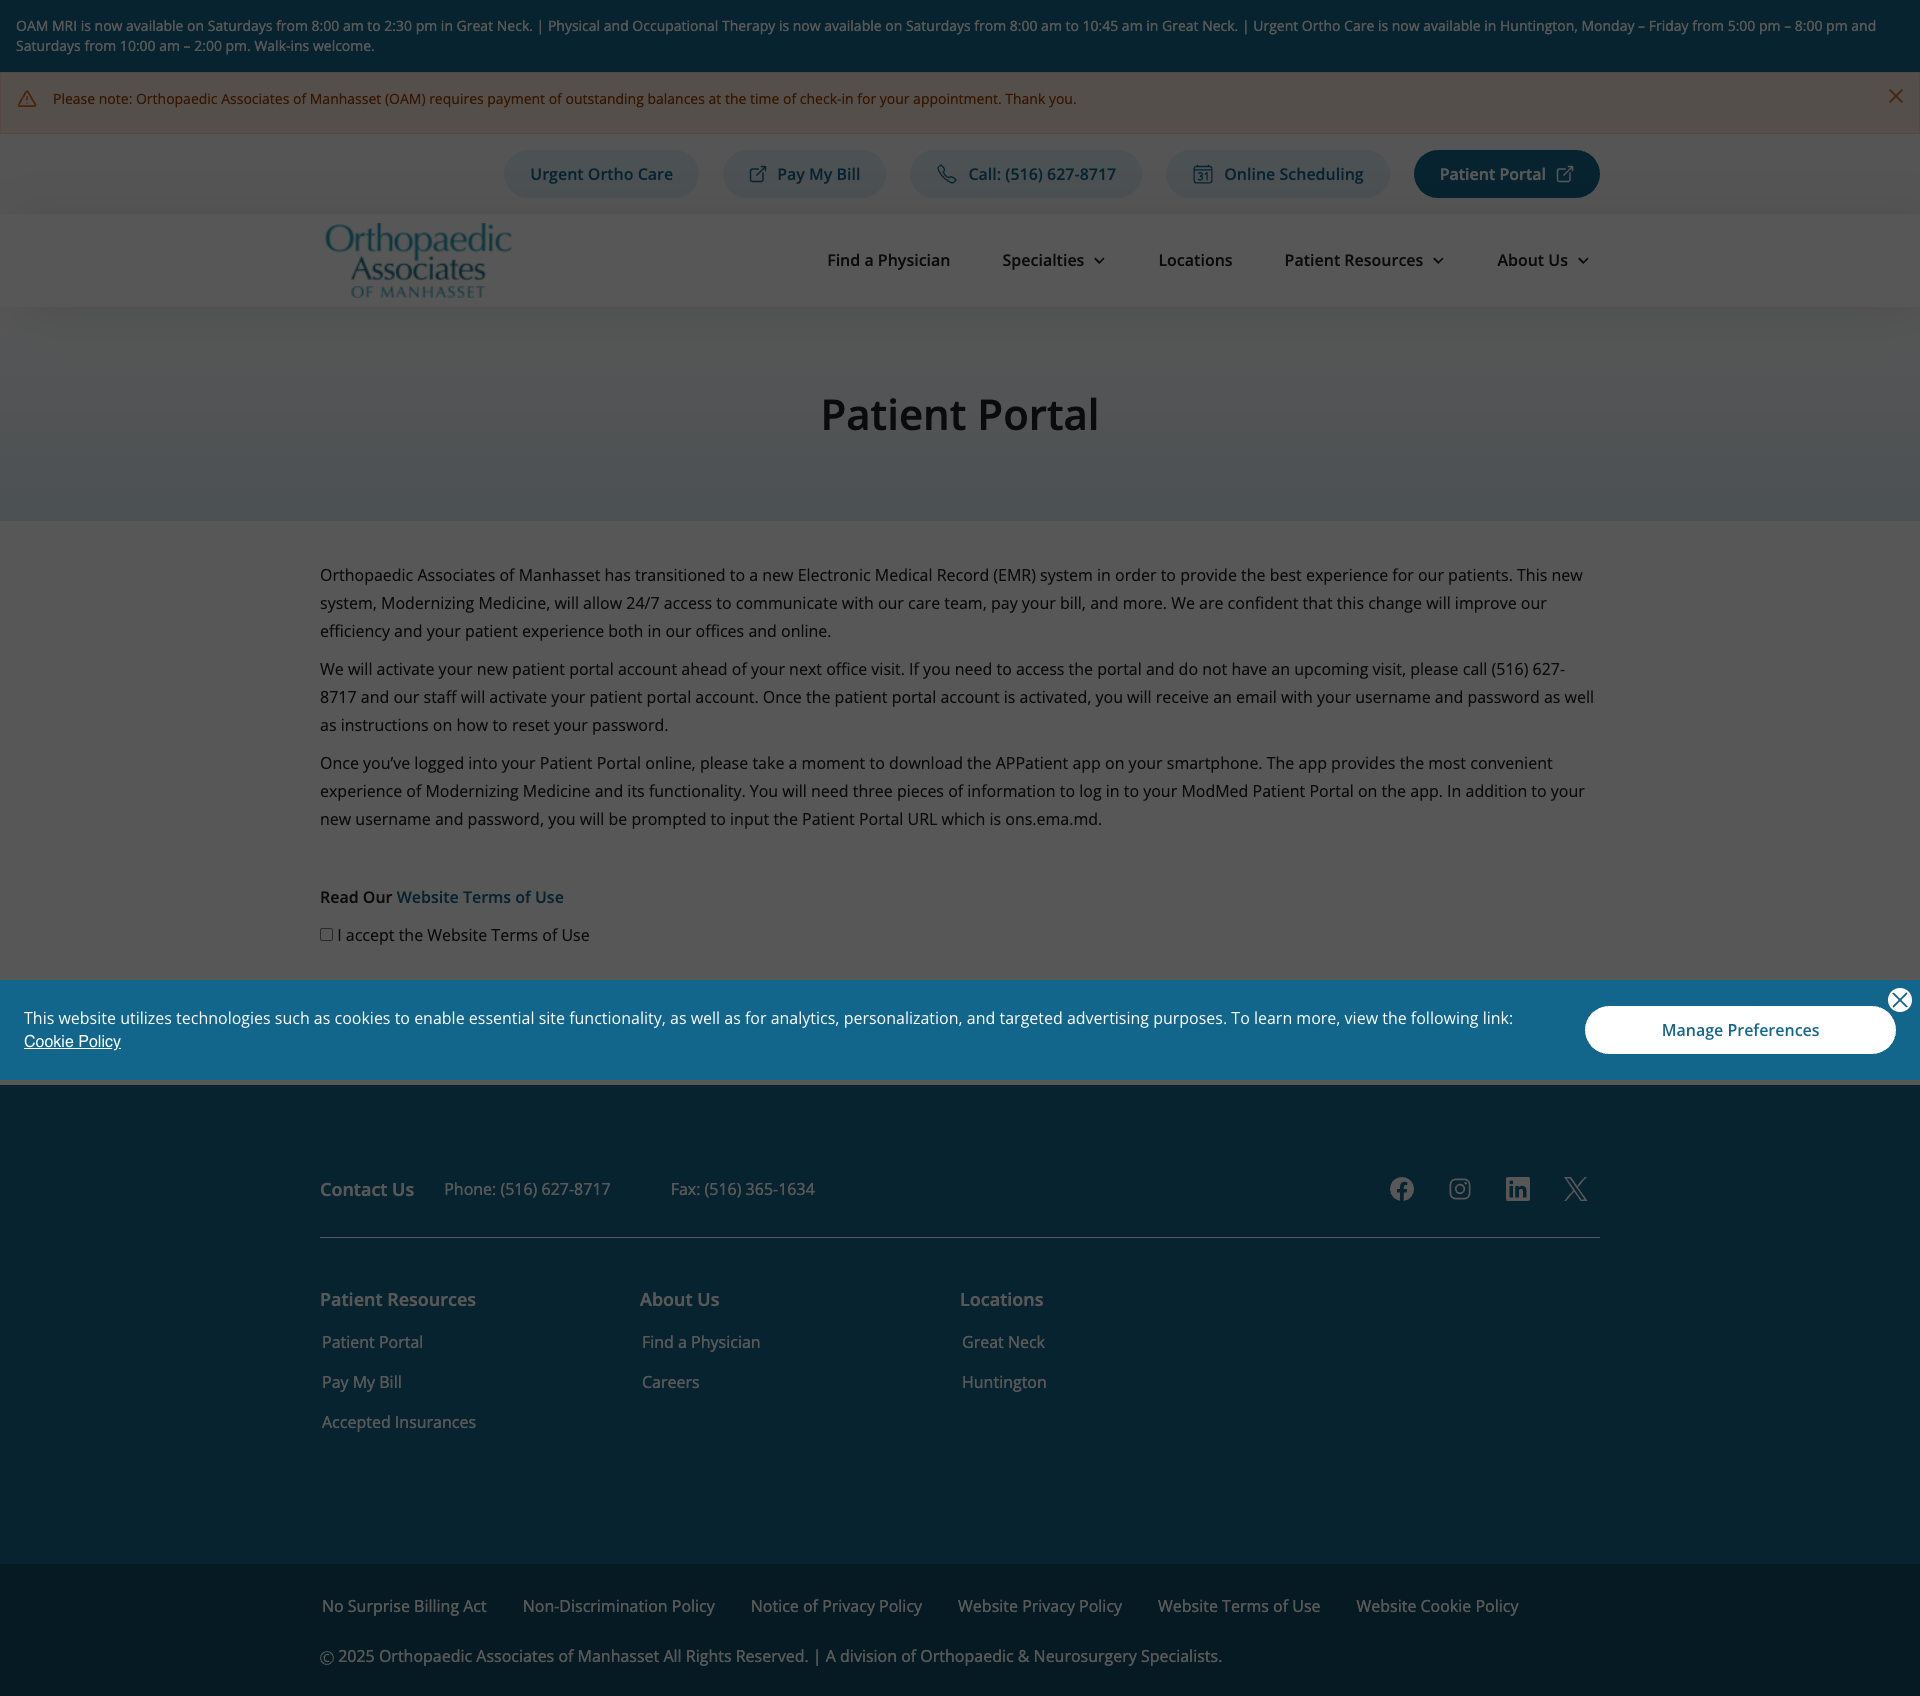 OAM MRI is now available on Saturdays from 8:00 am to 2:30 pm in Great Neck. | Physical and Occupational Therapy is now available on Saturdays from 8:00 am to 10:45 am in Great Neck. | Urgent Ortho Care is now available in Huntington, Monday – Friday from 5:00 pm – 8:00 pm and
Saturdays from 10:00 am – 2:00 pm. Walk-ins welcome.
Please note: Orthopaedic Associates of Manhasset (OAM) requires payment of outstanding balances at the time of check-in for your appointment. Thank you.
Urgent Ortho Care
Pay My Bill
Call: (516) 627-8717
31
Online Scheduling
Patient Portal
Orthopaedic
Associates
OF MANHASSET
Find a Physician
Specialties
Locations
Patient Resources
About Us
Patient Portal
Orthopaedic Associates of Manhasset has transitioned to a new Electronic Medical Record (EMR) system in order to provide the best experience for our patients. This new
system, Modernizing Medicine, will allow 24/7 access to communicate with our care team, pay your bill, and more. We are confident that this change will improve our
efficiency and your patient experience both in our offices and online.
We will activate your new patient portal account ahead of your next office visit. If you need to access the portal and do not have an upcoming visit, please call (516) 627-
8717 and our staff will activate your patient portal account. Once the patient portal account is activated, you will receive an email with your username and password as well
as instructions on how to reset your password.
Once you’ve logged into your Patient Portal online, please take a moment to download the APPatient app on your smartphone. The app provides the most convenient
experience of Modernizing Medicine and its functionality. You will need three pieces of information to log in to your ModMed Patient Portal on the app. In addition to your
new username and password, you will be prompted to input the Patient Portal URL which is ons.ema.md.
Read Our Website Terms of Use
I accept the Website Terms of Use
This website utilizes technologies such as cookies to enable essential site functionality, as well as for analytics, personalization, and targeted advertising purposes. To learn more, view the following link:
Cookie Policy
Manage Preferences
Contact Us
Phone: (516) 627-8717
Fax: (516) 365-1634
Patient Resources
Patient Portal
Pay My Bill
Accepted Insurances
About Us
Find a Physician
Careers
Locations
Great Neck
Huntington
No Surprise Billing Act
Non-Discrimination Policy
Notice of Privacy Policy
Website Privacy Policy
Website Terms of Use
Website Cookie Policy
© 2025 Orthopaedic Associates of Manhasset All Rights Reserved. | A division of Orthopaedic & Neurosurgery Specialists.